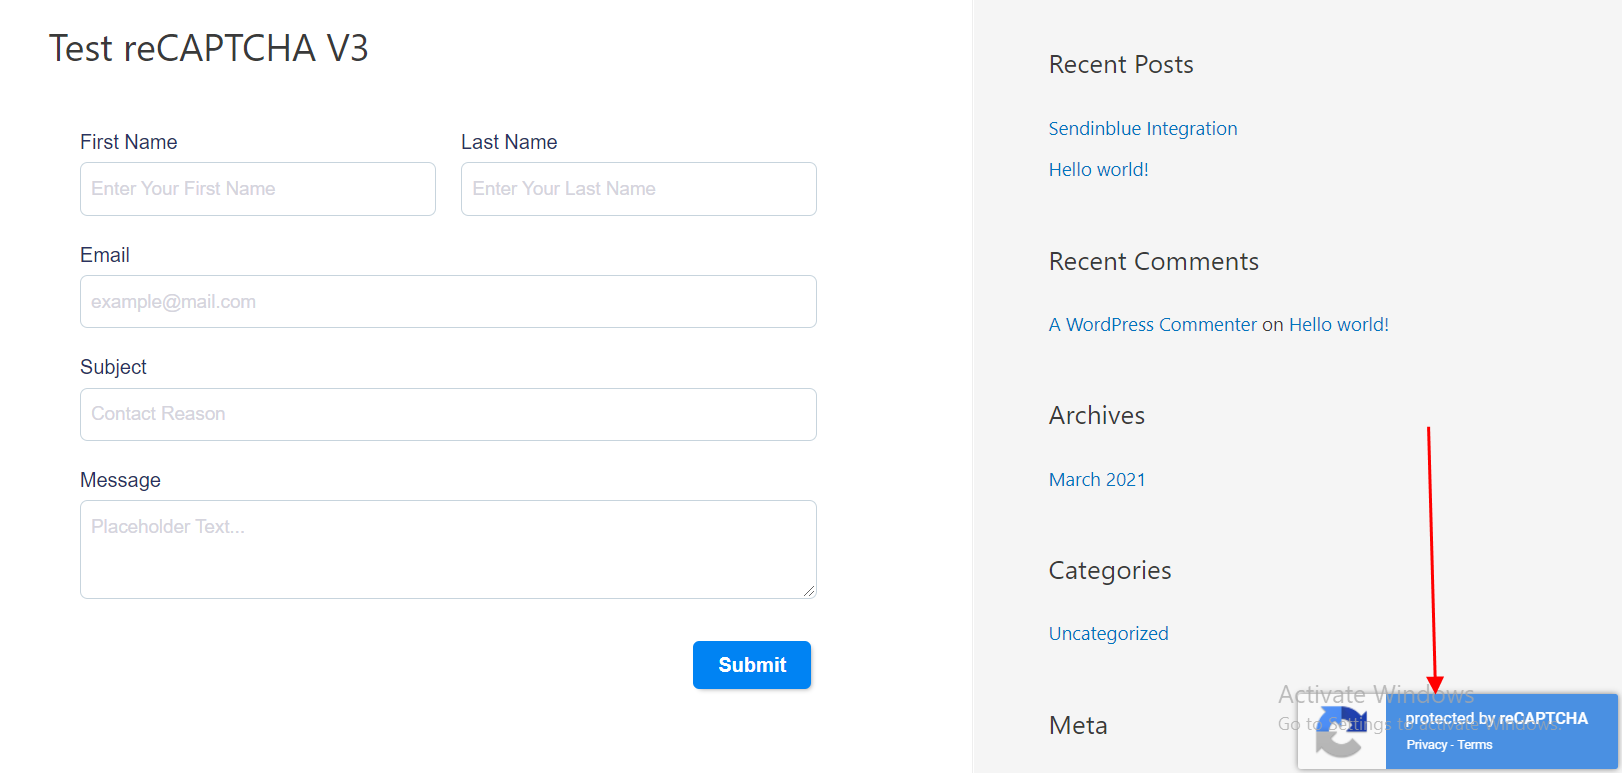 Test reCAPTCHA V3
First Name
Last Name
Enter Your First Name
Enter Your Last Name
Email
example@mail.com
Subject
Contact Reason
Message
Placeholder Text...
Submit
Recent Posts
Sendinblue Integration
Hello world!
Recent Comments
A WordPress Commenter on Hello world!
Archives
March 2021
Categories
Uncategorized
Meta
Activate Windows
Go to Settings to activate Windows.
protected by reCAPTCHA
Privacy - Terms